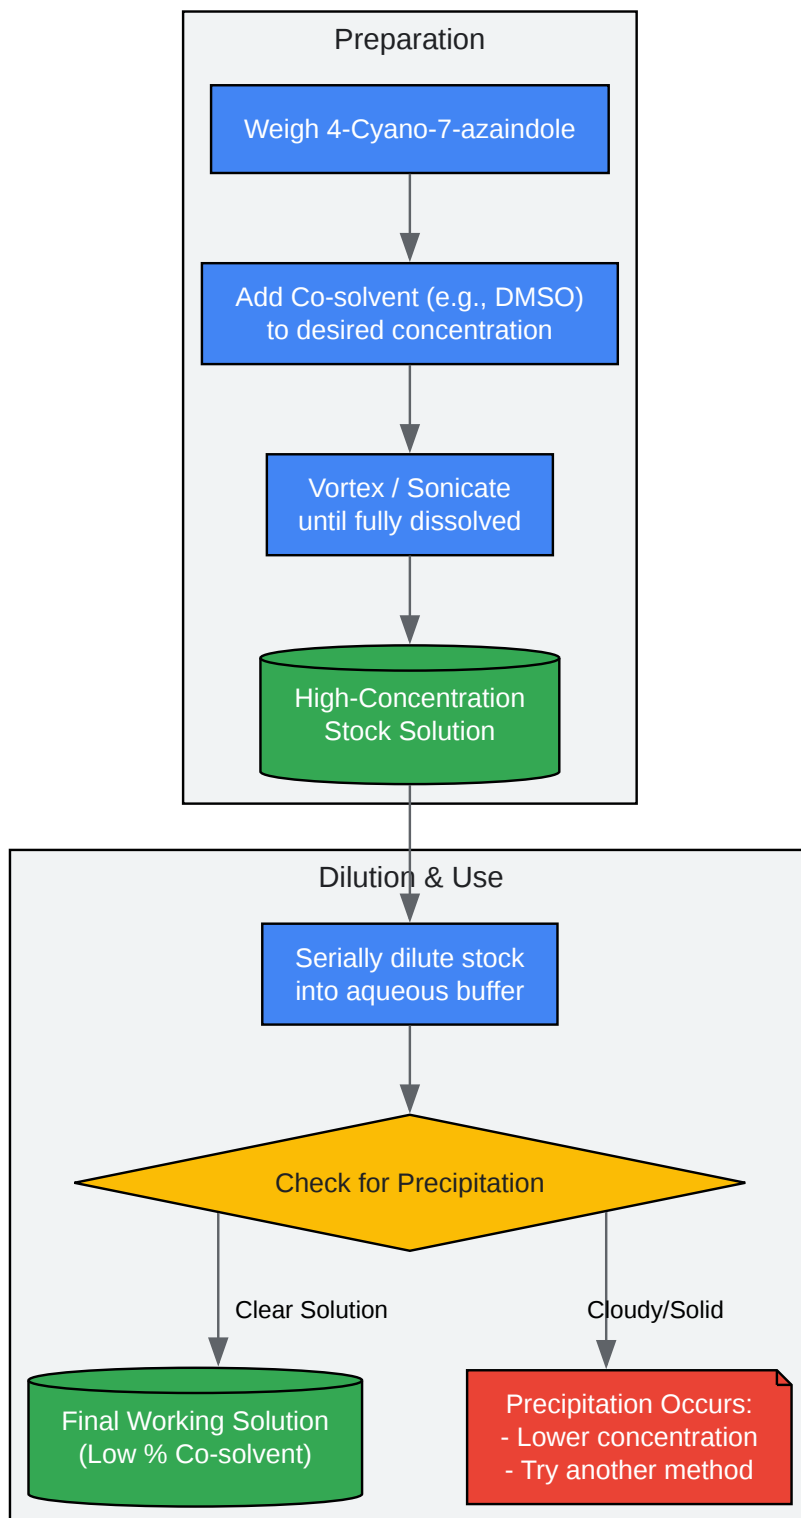 Preparation
Weigh 4-Cyano-7-azaindole
Add Co-solvent (e.g., DMSO)
to desired concentration
Vortex / Sonicate
until fully dissolved
High-Concentration
Stock Solution
Dilution & Use
Serially dilute stock
into aqueous buffer
Check for Precipitation
Clear Solution
Cloudy/Solid
Final Working Solution
(Low % Co-solvent)
Precipitation Occurs:
- Lower concentration
- Try another method